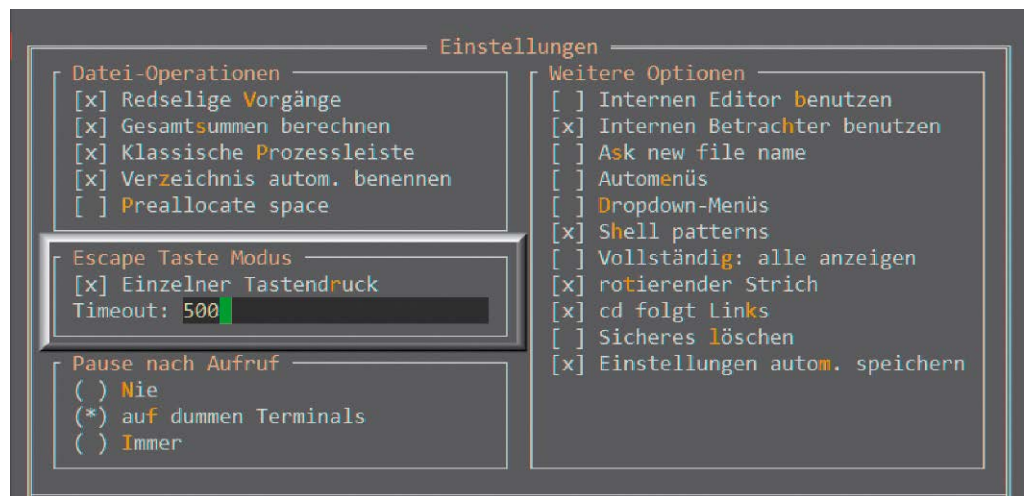 Einstellungen
Datei-Operationen
[x] Redselige Vorgänge
[x] Gesamtsummen berechnen
[x] Klassische Prozessleiste
[x] Verzeichnis autom. benennen
[ ] Preallocate space
Escape Taste Modus
[x] Einzelner Tastendruck
Timeout: 500
Pause nach Aufruf
( ) Nie
(*) auf dummen Terminals
( ) Immer
Weitere Optionen
[ ] Internen Editor benutzen
[x] Internen Betrachter benutzen
[ ] Ask new file name
[ ] Automenüs
[ ] Dropdown-Menüs
[x] Shell patterns
[ ] Vollständig: alle anzeigen
[x] rotierender Strich
[x] cd folgt Links
[ ] Sicheres löschen
[x] Einstellungen autom. speichern